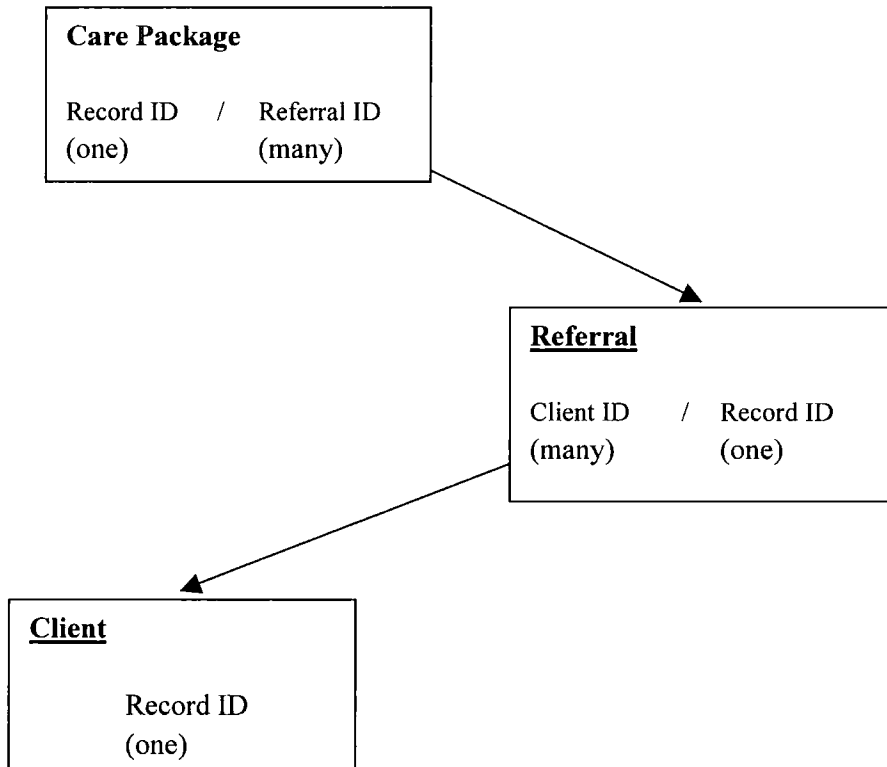 Care Package
Record ID / Referral ID
(one) (many)
Referral
Client ID / Record ID
(many) (one)
Client
Record ID
(one)